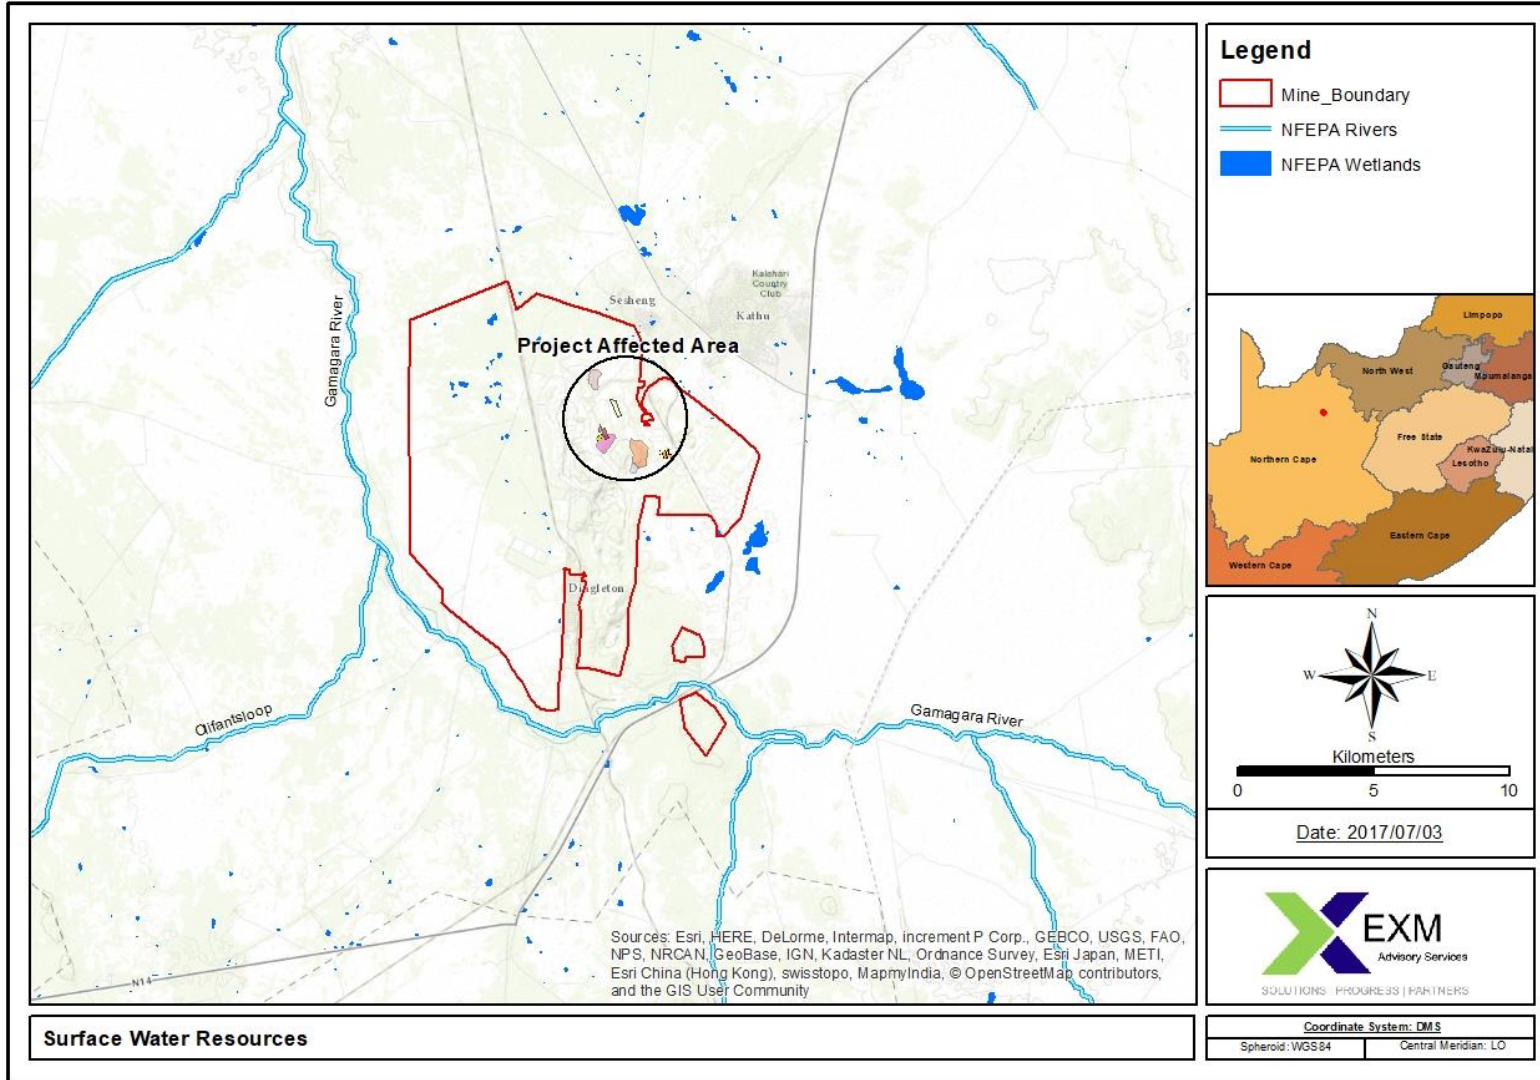 Legend
Mine_Boundary
NFEPA Rivers
NFEPA Wetlands
Kalahari
Country
Club
Sesheng
Kathu
Project Affected Area
Gamagara River
Dingleton
Olifantsloop
Gamagara River
N14
Sources: Esri, HERE, DeLorme, Intermap, increment P Corp., GEBCO, USGS, FAO,
NPS, NRCAN, GeoBase, IGN, Kadaster NL, Ordnance Survey, Esri Japan, METI,
Esri China (Hong Kong), swisstopo, MapmyIndia, © OpenStreetMap contributors,
and the GIS User Community
Limpopo
North West
Gauteng
Mpumalanga
Free State
KwaZulu-Natal
Lesotho
Northern Cape
Eastern Cape
Western Cape
N
W
E
S
Kilometers
0 5 10
Date: 2017/07/03
EXM
Advisory Services
SOLUTIONS | PROGRESS | PARTNERS
Surface Water Resources
Coordinate System: DMS
Spheroid: WGS84
Central Meridian: LO